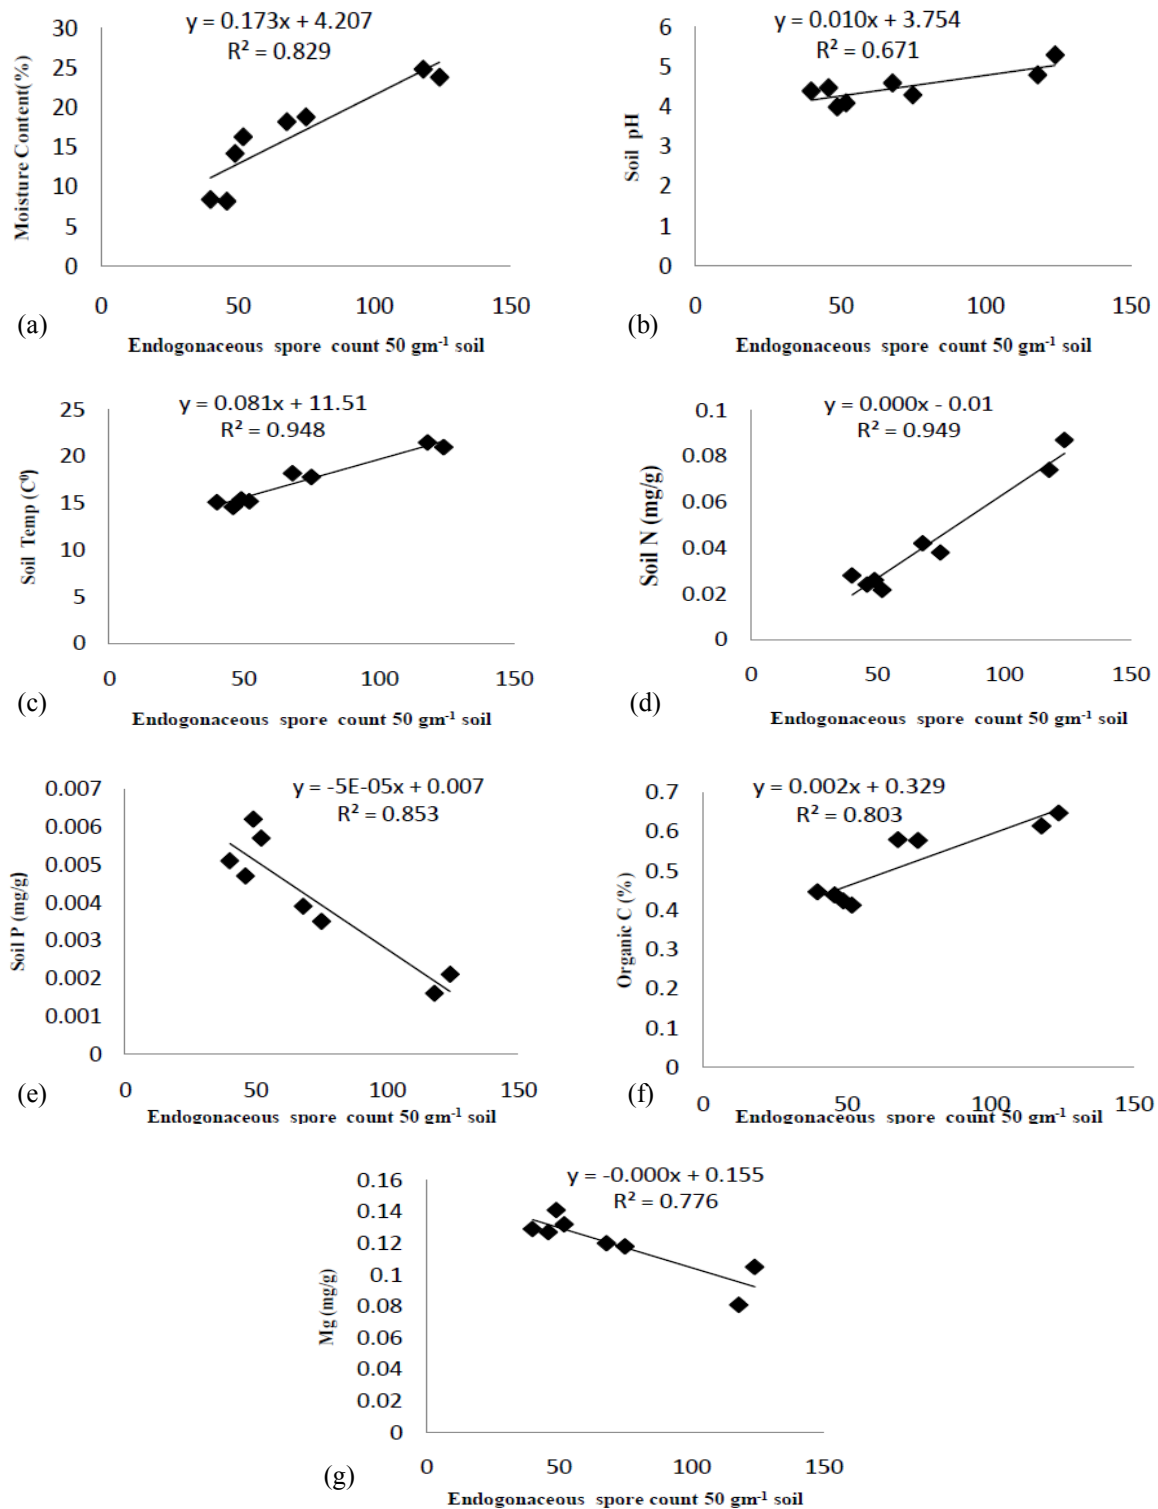 y = 0.173x + 4.207
R² = 0.829
30
25
20
15
10
5
0
Moisture Content(%)
0 50 100 150
(a)
Endogonaceous spore count 50 gm⁻¹ soil
y = 0.010x + 3.754
R² = 0.671
6
5
4
3
2
1
0
Soil pH
0 50 100 150
(b)
Endogonaceous spore count 50 gm⁻¹ soil
y = 0.081x + 11.51
R² = 0.948
25
20
15
10
5
0
Soil Temp (C⁰)
0 50 100 150
(c)
Endogonaceous spore count 50 gm⁻¹ soil
y = 0.000x - 0.01
R² = 0.949
0.1
0.08
0.06
0.04
0.02
0
Soil N (mg/g)
0 50 100 150
(d)
Endogonaceous spore count 50 gm⁻¹ soil
y = -5E-05x + 0.007
R² = 0.853
0.007
0.006
0.005
0.004
0.003
0.002
0.001
0
Soil P (mg/g)
0 50 100 150
(e)
Endogonaceous spore count 50 gm⁻¹ soil
y = 0.002x + 0.329
R² = 0.803
0.7
0.6
0.5
0.4
0.3
0.2
0.1
0
Organic C (%)
0 50 100 150
(f)
Endogonaceous spore count 50 gm⁻¹ soil
y = -0.000x + 0.155
R² = 0.776
0.16
0.14
0.12
0.1
0.08
0.06
0.04
0.02
0
Mg (mg/g)
0 50 100 150
(g)
Endogonaceous spore count 50 gm⁻¹ soil